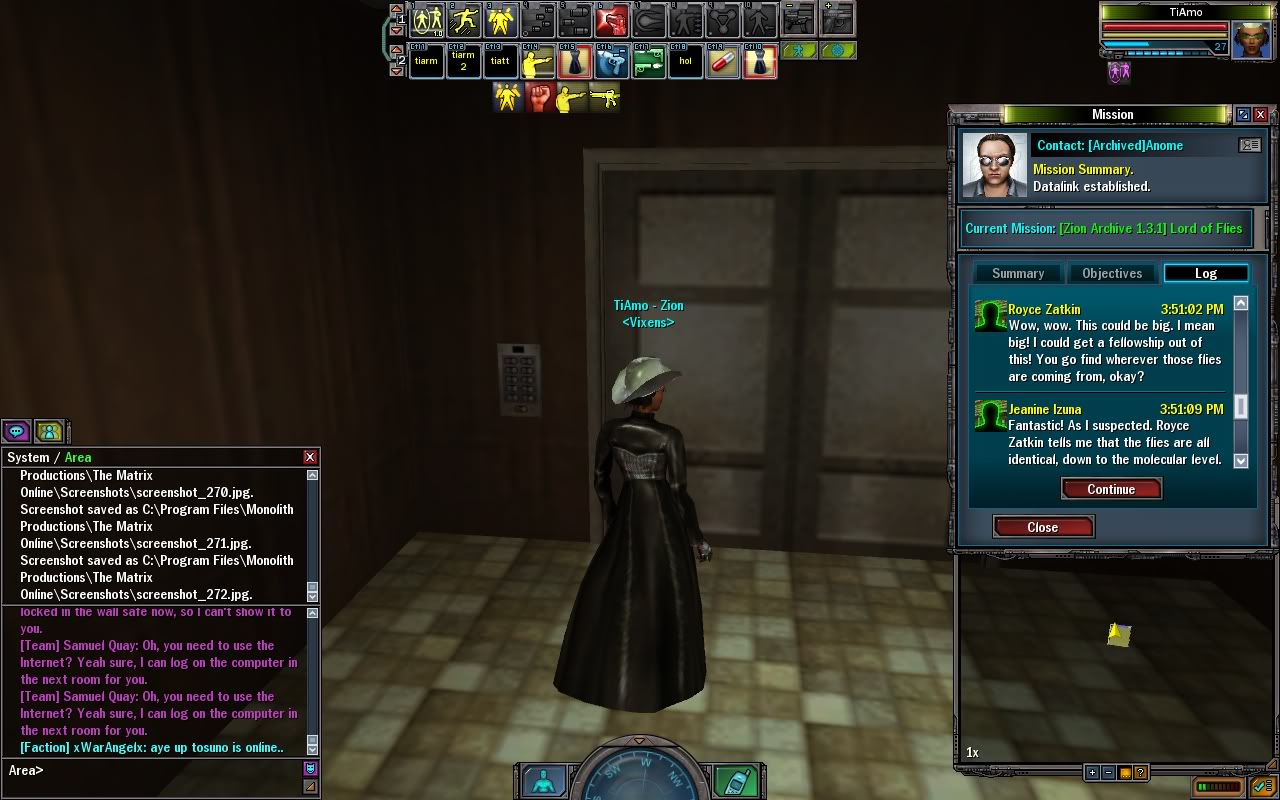 1
2
1.0
tiarm
tiarm
2
tiatt
hol
TiAmo
27
Mission
Contact: [Archived]Anome
Mission Summary.
Datalink established.
Current Mission: [Zion Archive 1.3.1] Lord of Flies
Summary
Objectives
Log
Royce Zatkin 3:51:02 PM
Wow, wow. This could be big. I mean
big! I could get a fellowship out of
this! You go find wherever those flies
are coming from, okay?
Jeanine Izuna 3:51:09 PM
Fantastic! As I suspected. Royce
Zatkin tells me that the flies are all
identical, down to the molecular level.
Continue
Close
TiAmo - Zion
<Vixens>
System / Area
Productions\The Matrix
Online\Screenshots\screenshot_270.jpg.
Screenshot saved as C:\Program Files\Monolith
Productions\The Matrix
Online\Screenshots\screenshot_271.jpg.
Screenshot saved as C:\Program Files\Monolith
Productions\The Matrix
Online\Screenshots\screenshot_272.jpg.
locked in the wall safe now, so I can't show it to
you.
[Team] Samuel Quay: Oh, you need to use the
Internet? Yeah sure, I can log on the computer in
the next room for you.
[Team] Samuel Quay: Oh, you need to use the
Internet? Yeah sure, I can log on the computer in
the next room for you.
[Faction] xWarAngelx: aye up tosuno is online..
Area>
SW
W
NW
1x